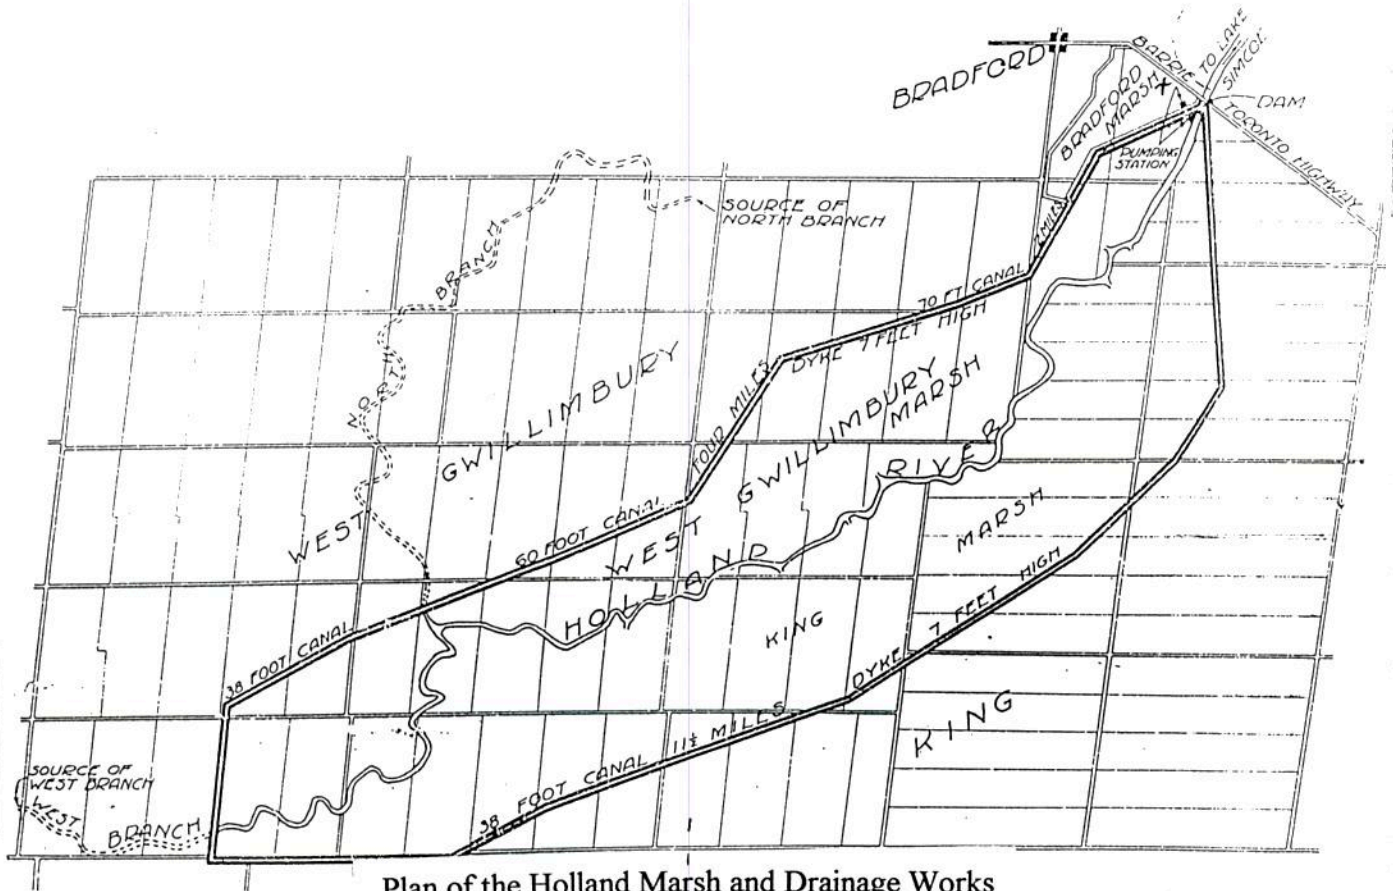 BRADFORD
BARRIE
TORONTO HIGHWAY
TO LAKE
SIMCOE
DAM
BRADFORD
MARSH
PUMPING
STATION
SOURCE OF
NORTH BRANCH
NORTH BRANCH
2 MILES
70 FT CANAL
DYKE 7 FEET HIGH
FOUR MILES
WEST GWILLIMBURY
WEST GWILLIMBURY
MARSH
60 FOOT CANAL
HOLLAND RIVER
38 FOOT CANAL
KING MARSH
DYKE 7 FEET HIGH
KING
38 FOOT CANAL 11½ MILLS
SOURCE OF
WEST BRANCH
WEST BRANCH
Plan of the Holland Marsh and Drainage Works